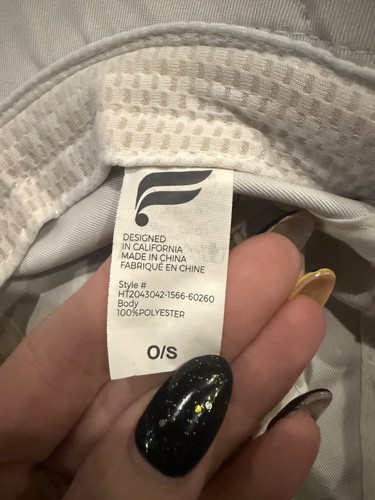 DESIGNED
IN CALIFORNIA
MADE IN CHINA
FABRIQUÉ EN CHINE
Style #
HT2043042-1566-60260
Body
100%POLYESTER
O/S